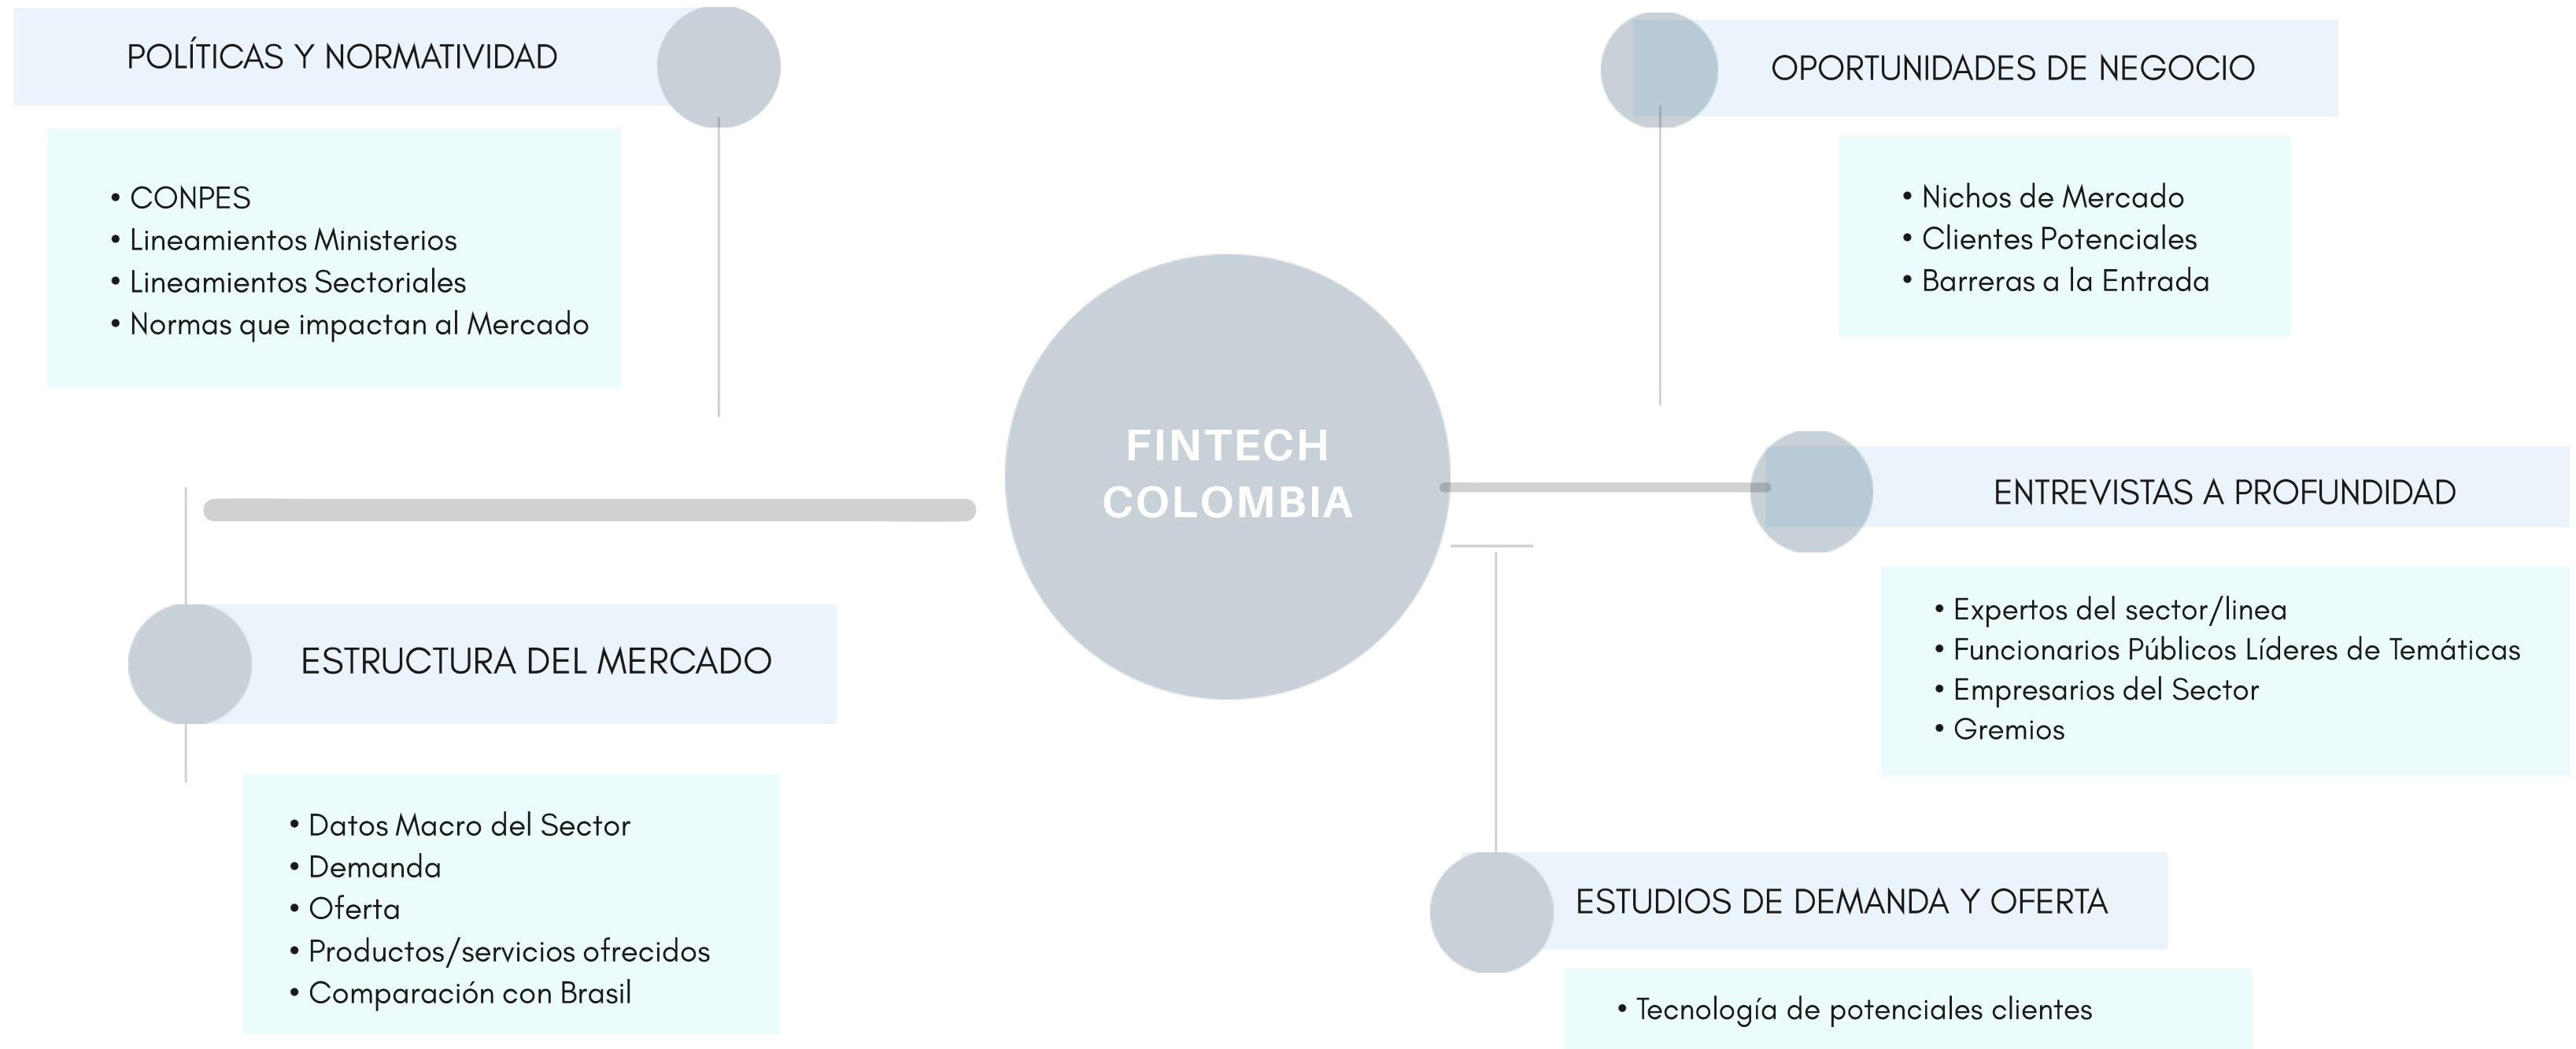 POLÍTICAS Y NORMATIVIDAD
• CONPES
• Lineamientos Ministerios
• Lineamientos Sectoriales
• Normas que impactan al Mercado
ESTRUCTURA DEL MERCADO
• Datos Macro del Sector
• Demanda
• Oferta
• Productos/servicios ofrecidos
• Comparación con Brasil
FINTECH
COLOMBIA
OPORTUNIDADES DE NEGOCIO
• Nichos de Mercado
• Clientes Potenciales
• Barreras a la Entrada
ENTREVISTAS A PROFUNDIDAD
• Expertos del sector/linea
• Funcionarios Públicos Líderes de Temáticas
• Empresarios del Sector
• Gremios
ESTUDIOS DE DEMANDA Y OFERTA
• Tecnología de potenciales clientes